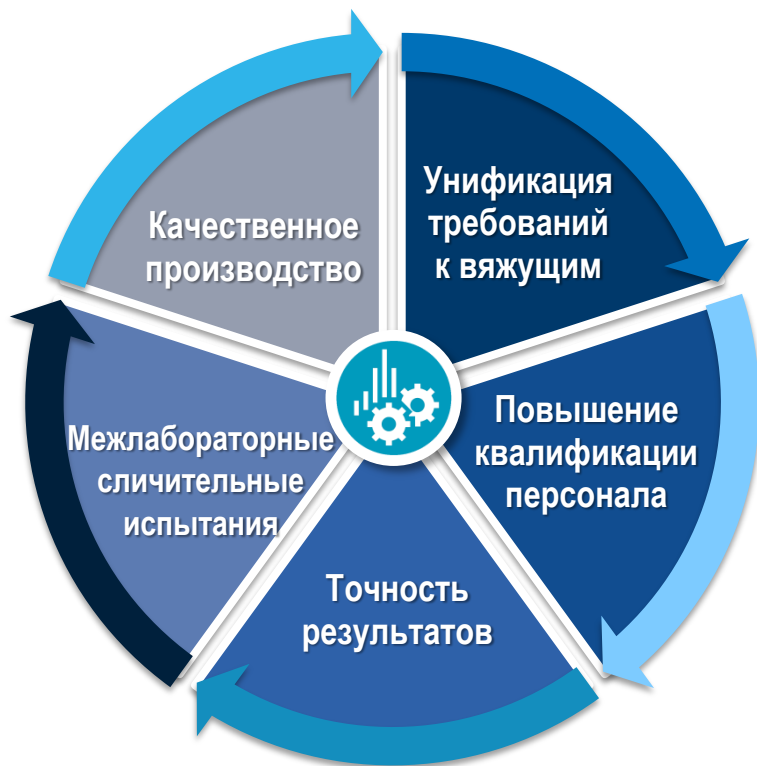 Унификация
требований
к вяжущим
Повышение
квалификации
персонала
Точность
результатов
Межлабораторные
сличительные
испытания
Качественное
производство